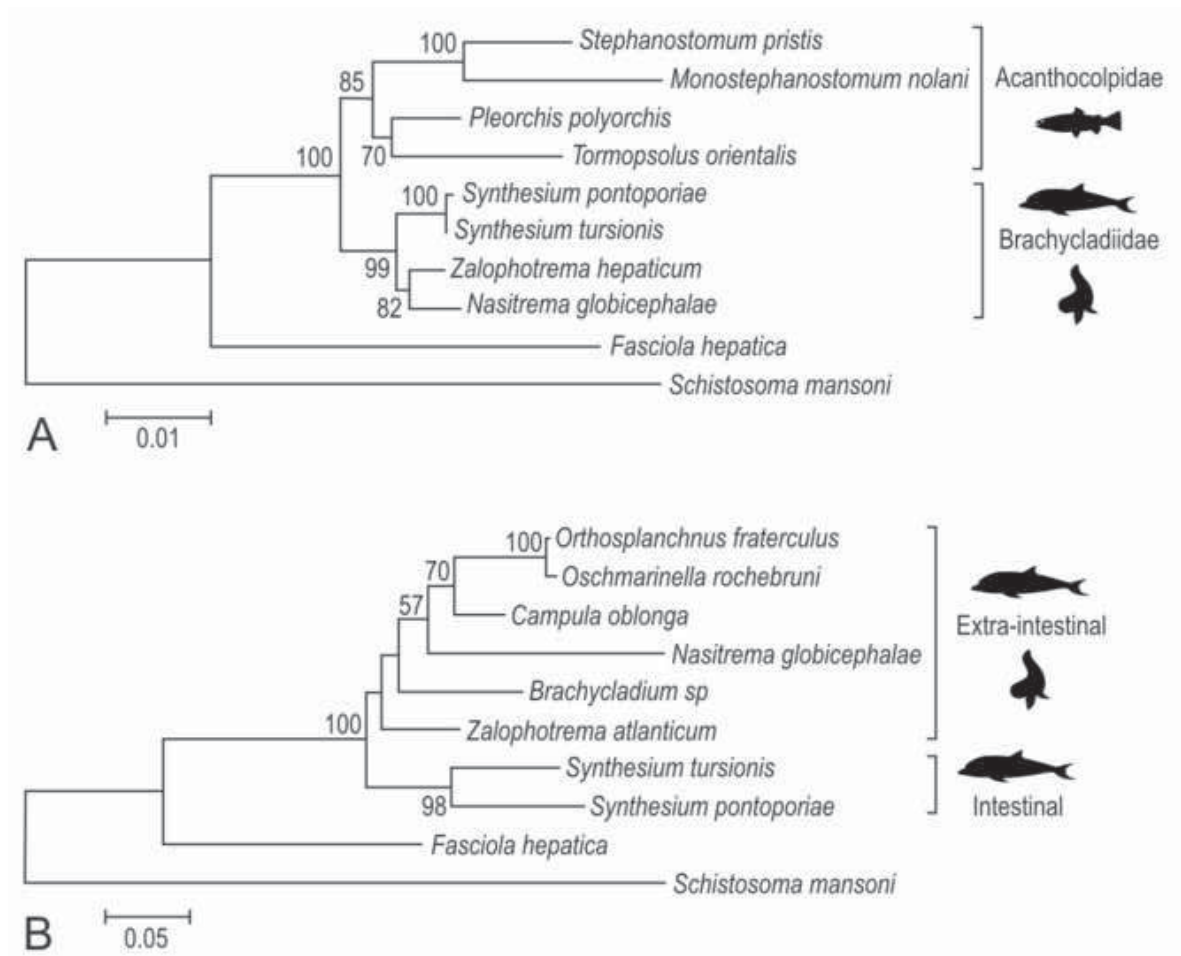 100
Stephanostomum pristis
Monostephanostomum nolani
Acanthocolpidae
85
Pleorchis polyorchis
100
70
Tormopsolus orientalis
100
Synthesium pontoporiae
Synthesium tursionis
Brachycladiidae
99
Zalophotrema hepaticum
82
Nasitrema globicephalae
Fasciola hepatica
Schistosoma mansoni
A
0.01
100
Orthosplanchnus fraterculus
Oschmarinella rochebruni
70
57
Campula oblonga
Extra-intestinal
Nasitrema globicephalae
Brachycladium sp
100
Zalophotrema atlanticum
Synthesium tursionis
98
Synthesium pontoporiae
Intestinal
Fasciola hepatica
Schistosoma mansoni
B
0.05